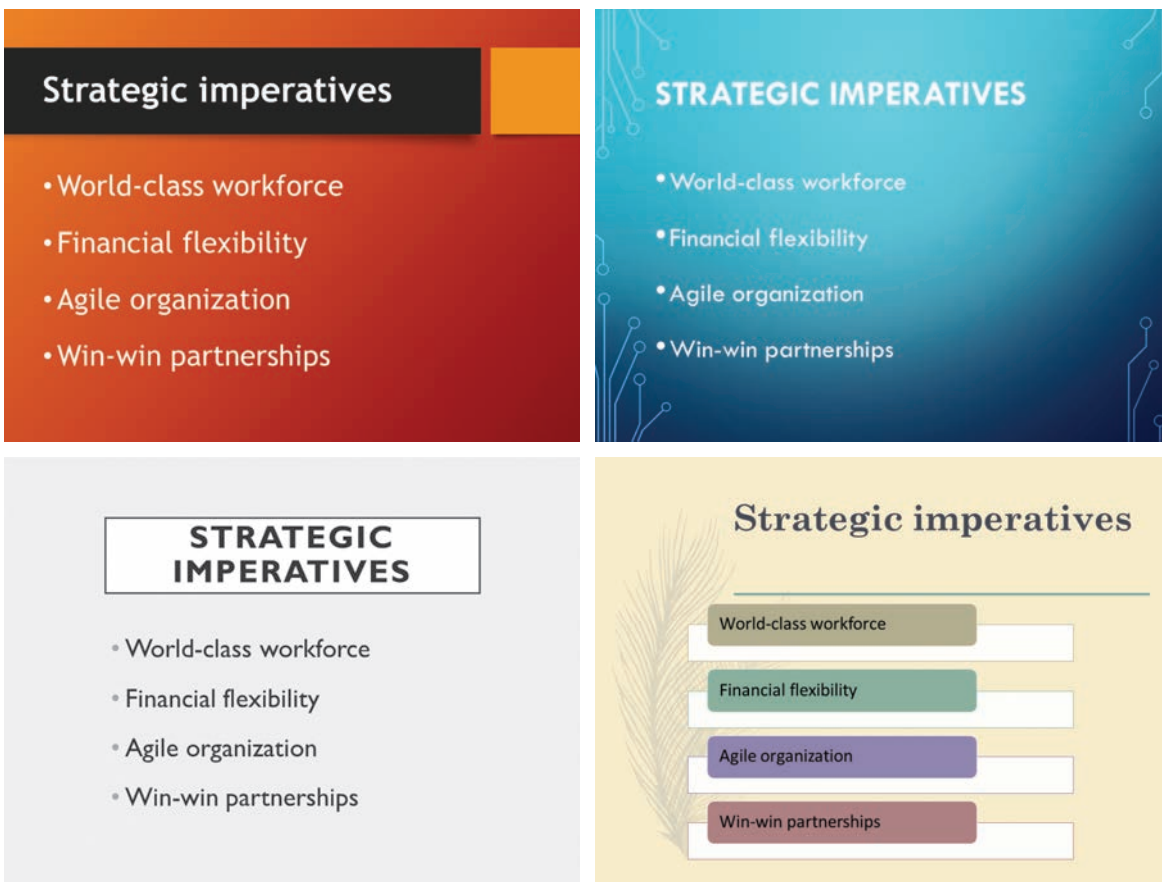 Strategic imperatives
• World-class workforce
• Financial flexibility
• Agile organization
• Win-win partnerships
STRATEGIC IMPERATIVES
• World-class workforce
• Financial flexibility
• Agile organization
• Win-win partnerships
STRATEGIC
IMPERATIVES
• World-class workforce
• Financial flexibility
• Agile organization
• Win-win partnerships
Strategic imperatives
World-class workforce
Financial flexibility
Agile organization
Win-win partnerships